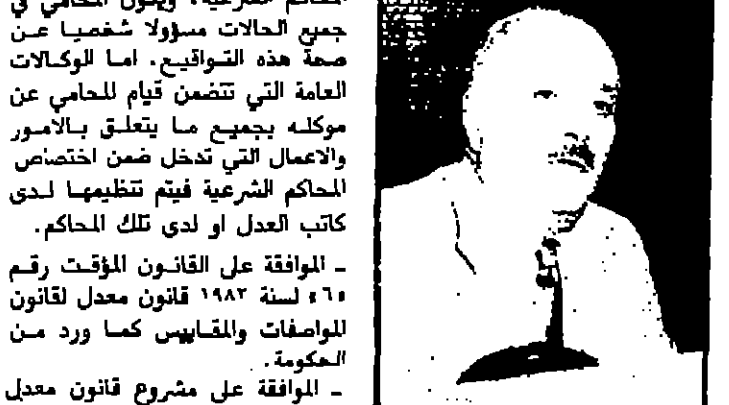 المحاكم الشرعية، ويكون المحامي في
جميع الحالات مسؤولا شخصيا عن
صحة هذه التواقيع. اما الوكالات
العامة التي تتضمن قيام المحامي عن
موكله بجميع ما يتعلق بالامور
والاعمال التي تدخل ضمن اختصاص
المحاكم الشرعية فيتم تنظيمها لدى
كاتب العدل او لدى تلك المحاكم.
- الموافقة على القانون المؤقت رقم
«٦» لسنة ١٩٨٢ قانون معدل لقانون
المواصفات والمقاييس كما ورد من
الحكومة.
- الموافقة على مشروع قانون معدل